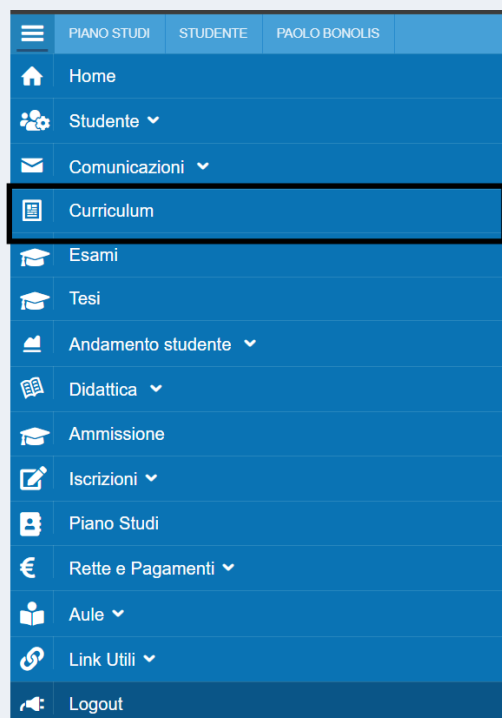 PIANO STUDI STUDENTE PAOLO BONOLIS
Home
Studente
Comunicazioni
Curriculum
Esami
Tesi
Andamento studente
Didattica
Ammissione
Iscrizioni
Piano Studi
€ Rette e Pagamenti
Aule
Link Utili
Logout